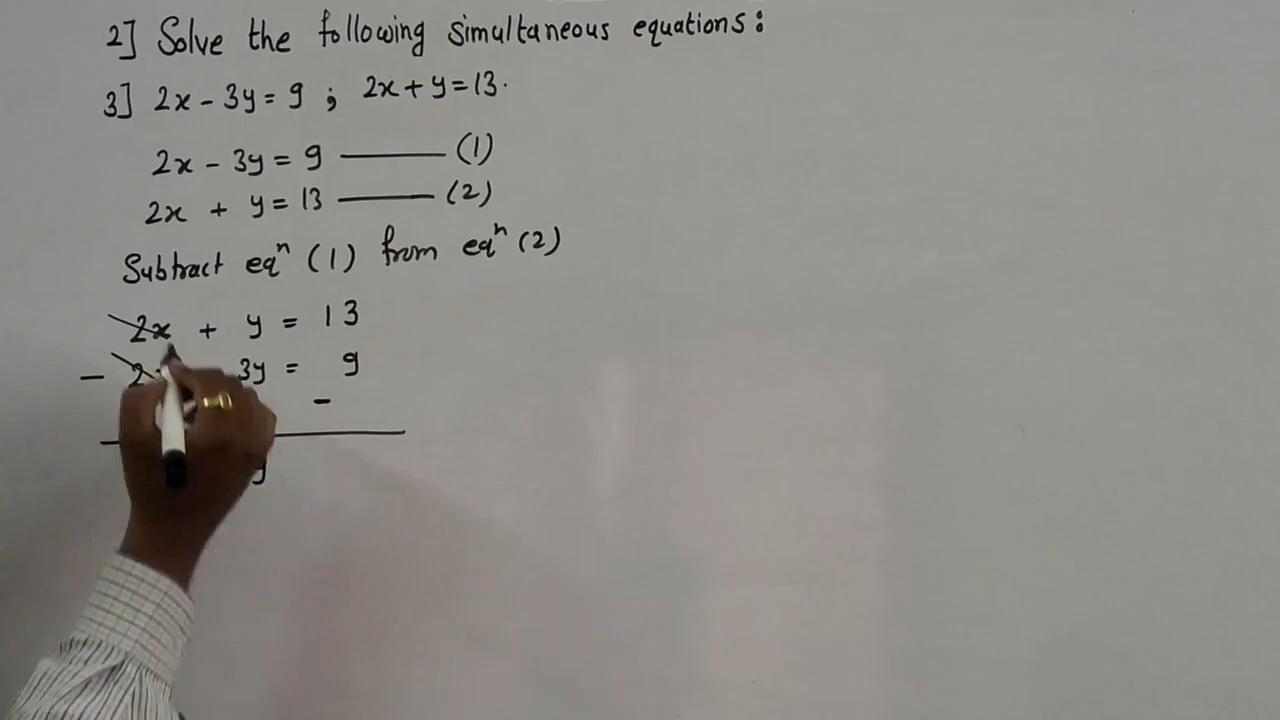 2] Solve the following simultaneous equations:
3] 2x - 3y = 9 ; 2x + y = 13.
2x - 3y = 9 ——— (1)
2x + y = 13 ——— (2)
Subtract eqⁿ (1) from eqⁿ (2)
2x + y = 13
- 2 3y = 9
-
y